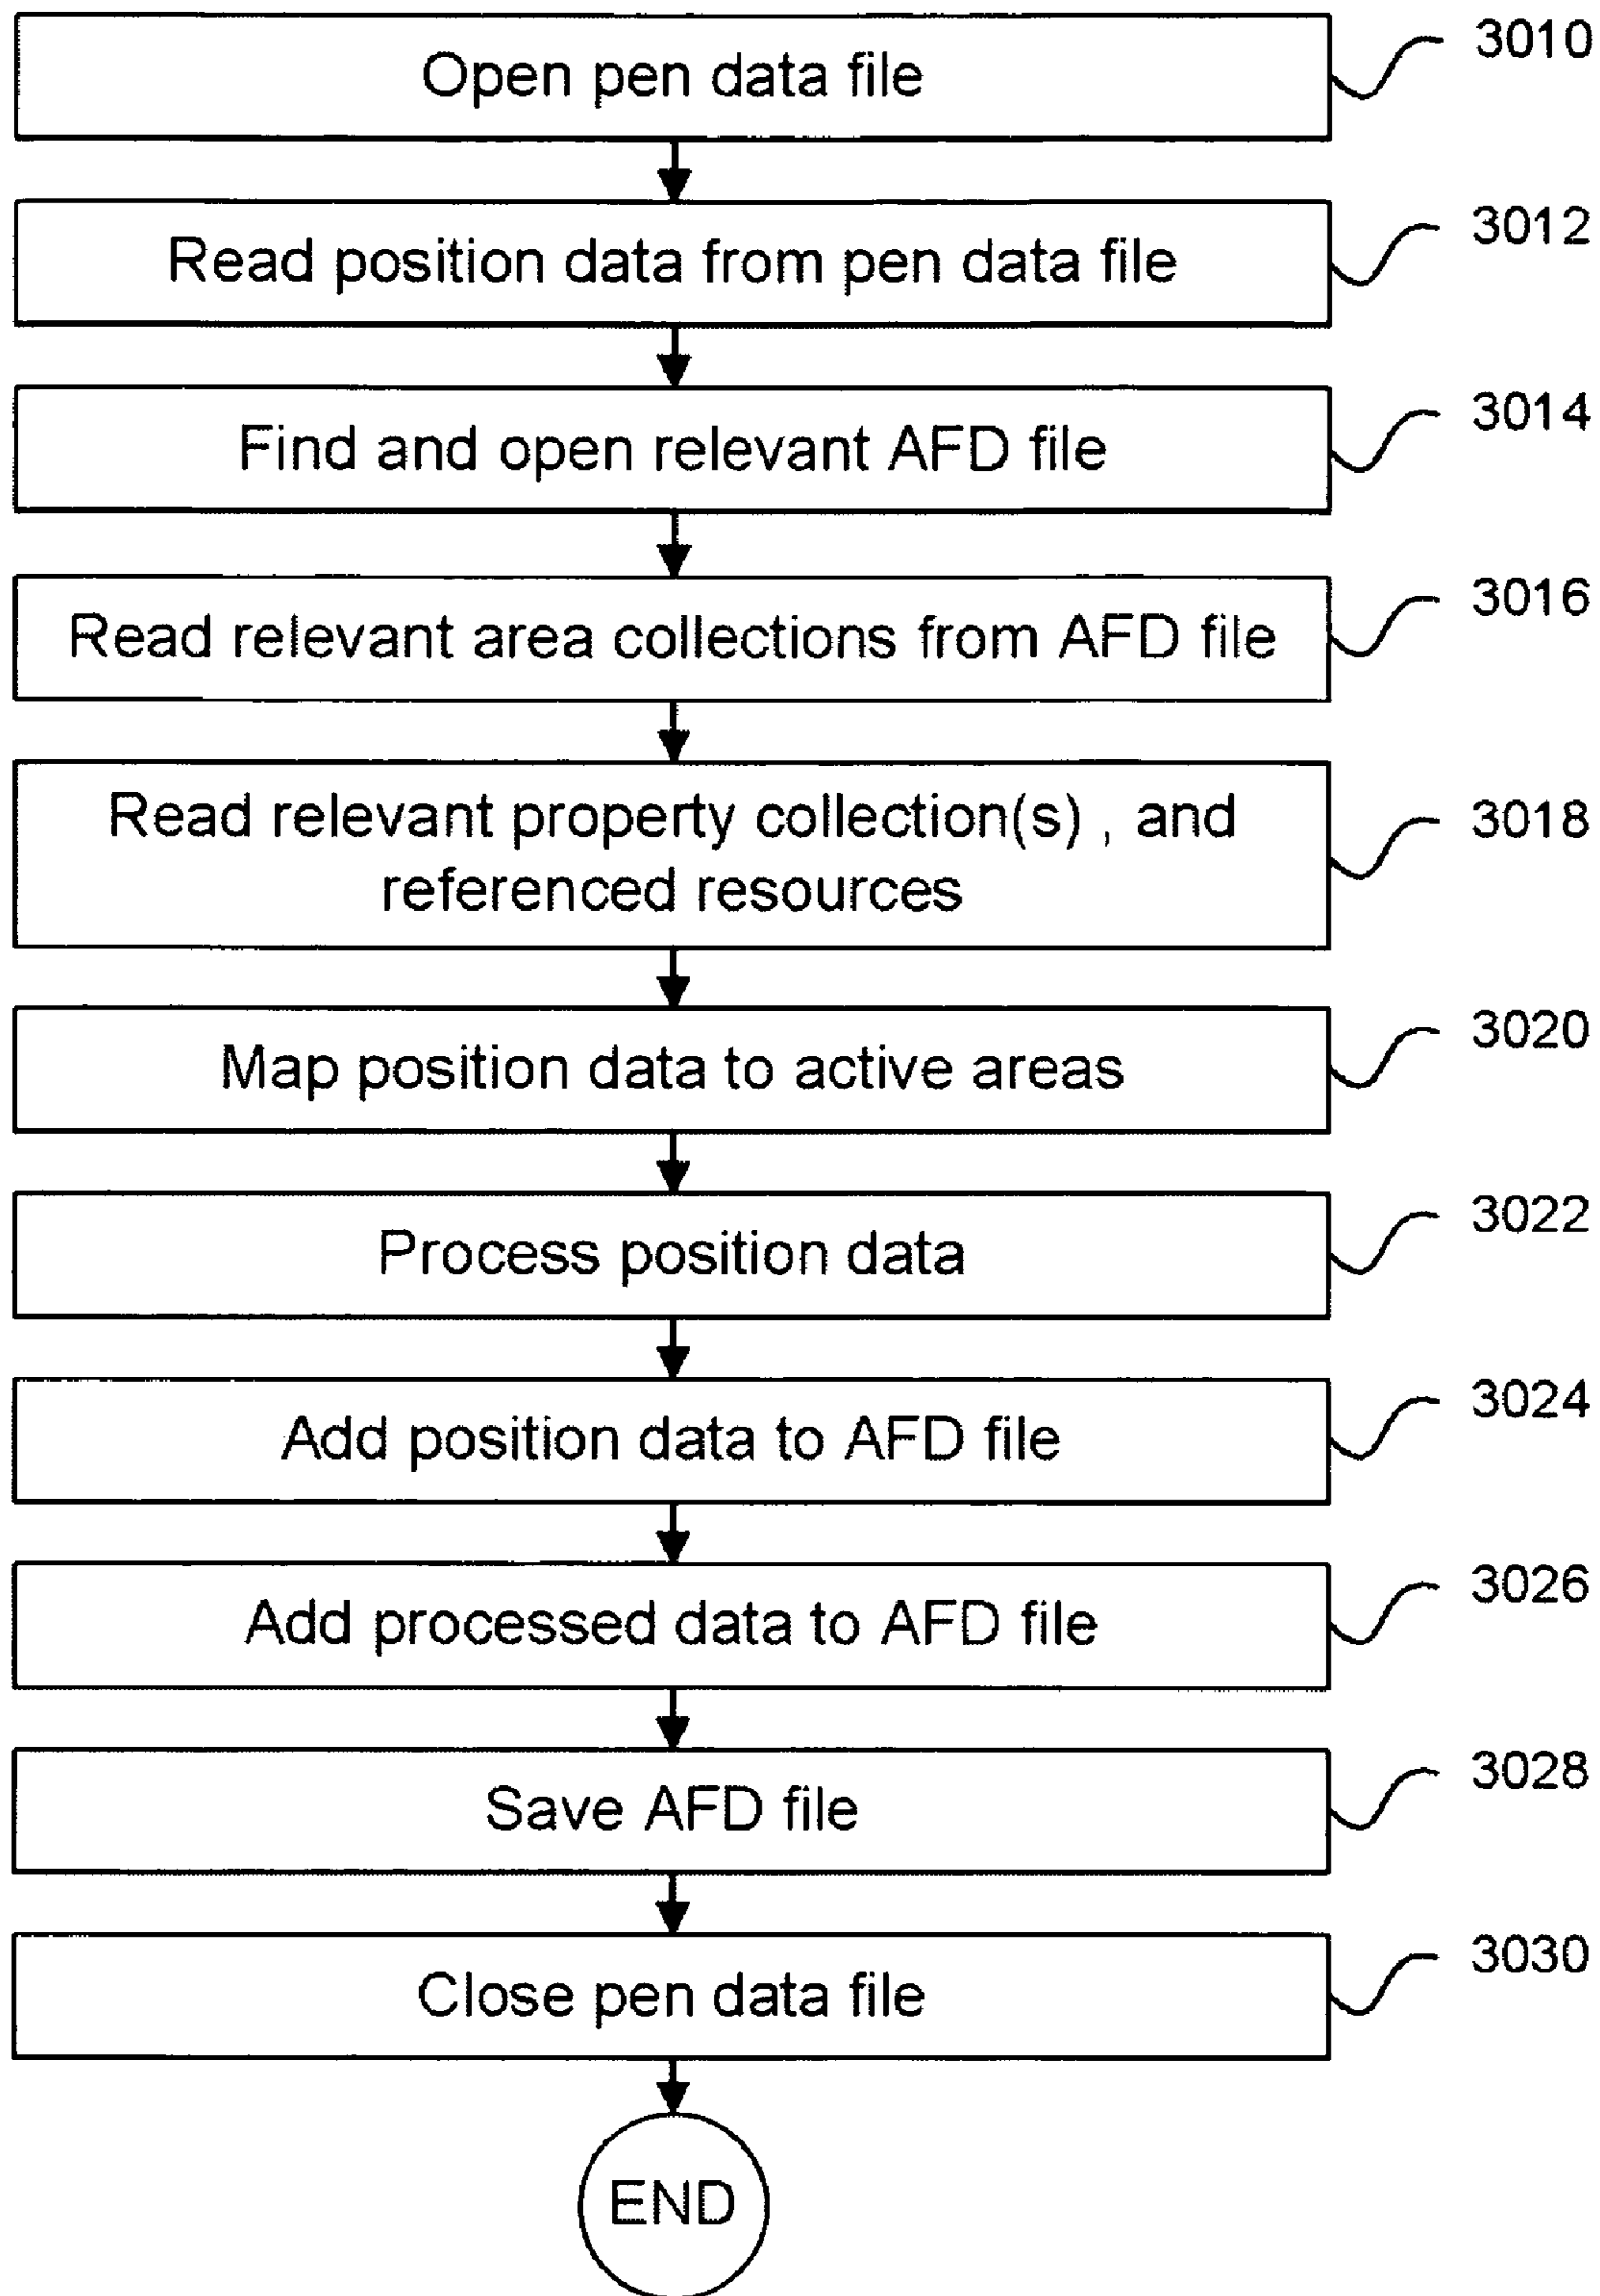 Open pen data file
3010
Read position data from pen data file
3012
Find and open relevant AFD file
3014
Read relevant area collections from AFD file
3016
Read relevant property collection(s) , and
referenced resources
3018
Map position data to active areas
3020
Process position data
3022
Add position data to AFD file
3024
Add processed data to AFD file
3026
Save AFD file
3028
Close pen data file
3030
END